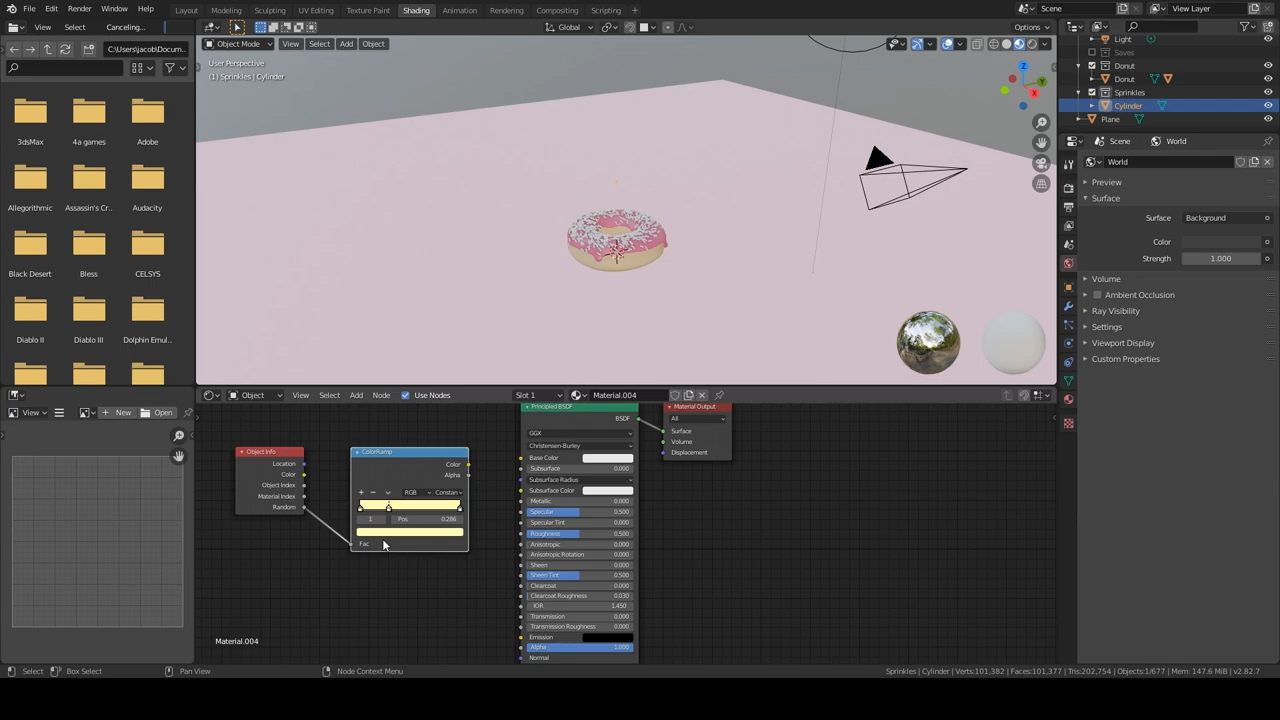 File Edit Render Window Help Layout Modeling Sculpting UV Editing Texture Paint Shading Animation Rendering Compositing Scripting + Scene View Layer
View Select Canceling... Global Options
C:\Users\jacob\Docum... Object Mode View Select Add Object
3dsMax 4a games Adobe
Allegorithmic Assassin's Cr... Audacity
Black Desert Bless CELSYS
Diablo II Diablo III Dolphin Emul...
User Perspective
(1) Sprinkles | Cylinder
Z
Y
X
Light
Saves
Donut
Donut
Sprinkles
Cylinder
Plane
Scene World
World
Preview
Surface
Surface Background
Color
Strength 1.000
Volume
Ambient Occlusion
Ray Visibility
Settings
Viewport Display
Custom Properties
View + New Open
Object View Select Add Node Use Nodes Slot 1 Material.004
Object Info
Location
Color
Object Index
Material Index
Random
ColorRamp
Color
Alpha
+ − RGB Constan
1 Pos 0.286
Fac
Principled BSDF
BSDF
GGX
Christensen-Burley
Base Color
Subsurface 0.000
Subsurface Radius
Subsurface Color
Metallic 0.000
Specular 0.500
Specular Tint 0.000
Roughness 0.500
Anisotropic 0.000
Anisotropic Rotation 0.000
Sheen 0.000
Sheen Tint 0.500
Clearcoat 0.000
Clearcoat Roughness 0.030
IOR 1.450
Transmission 0.000
Transmission Roughness 0.000
Emission
Alpha 1.000
Normal
Material Output
All
Surface
Volume
Displacement
Material.004
Select Box Select Pan View Node Context Menu Sprinkles | Cylinder | Verts:101,382 | Faces:101,377 | Tris:202,754 | Objects:1/677 | Mem: 147.6 MiB | v2.82.7